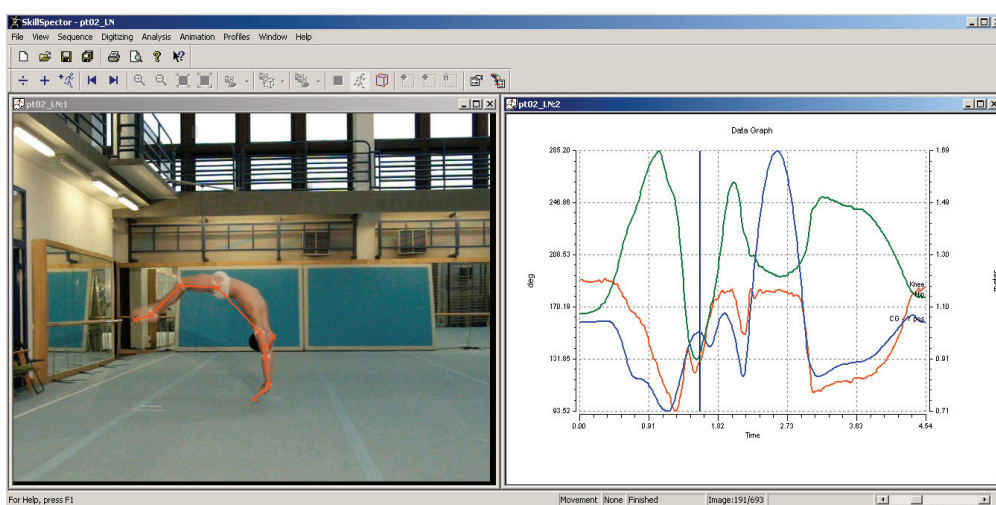 SkillSpector - pt02_LN
File View Sequence Digitizing Analysis Animation Profiles Window Help
pt02_LN:1
pt02_LN:2
Data Graph
285.20
246.86
208.53
170.19
131.85
93.52
deg
1.69
1.49
1.30
1.10
0.91
0.71
Knee
CG - Y pos
0.00 0.91 1.82 2.73 3.63 4.54
Time
For Help, press F1
Movement None Finished Image:191/693